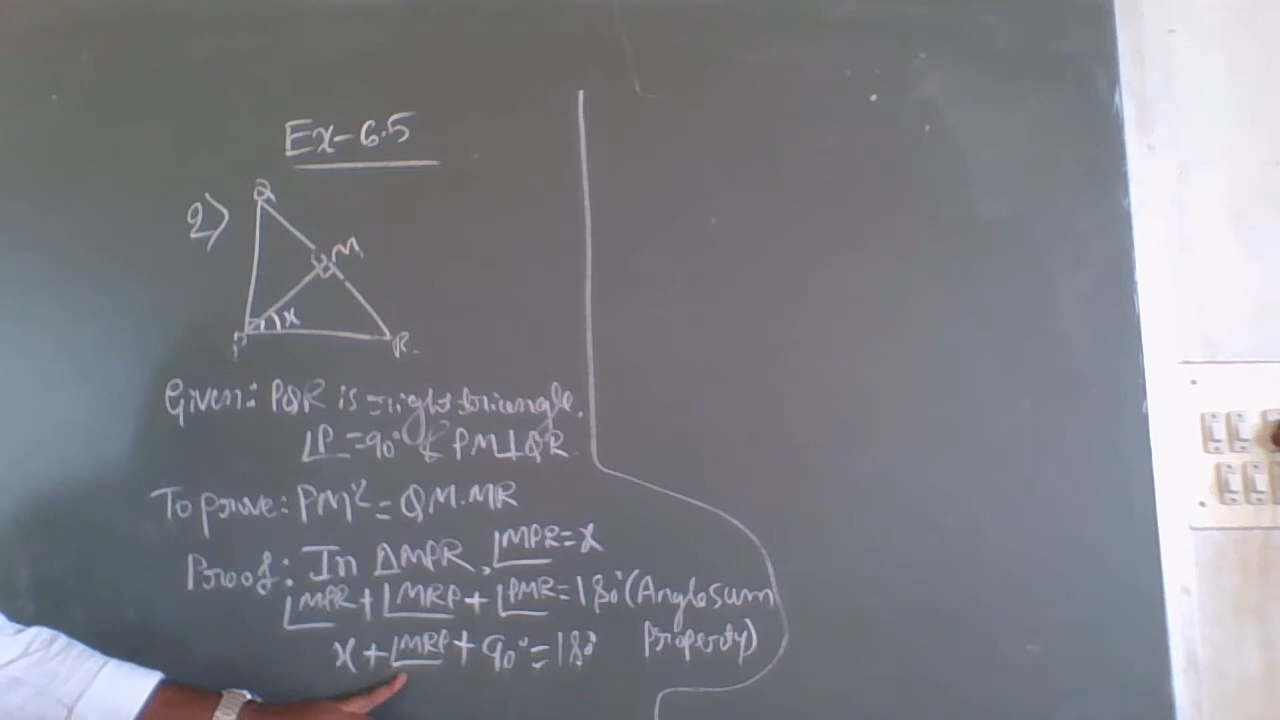 Ex-6.5
2)
Q
M
x
P
R
Given: PQR is right triangle.
∠P=90° & PM⊥QR
To prove: PM²=QM.MR
Proof: In ΔMPR, ∠MPR=x
∠MPR+∠MRP+∠PMR=180° (Angle sum
x+∠MRP+90°=180° Property)